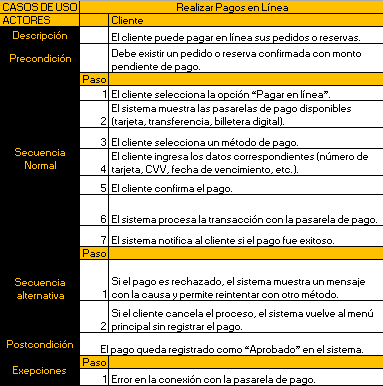 CASOS DE USO Realizar Pagos en Línea
ACTORES Cliente
Descripción El cliente puede pagar en línea sus pedidos o reservas.
Precondición Debe existir un pedido o reserva confirmada con monto
pendiente de pago.
Paso
1 El cliente selecciona la opción “Pagar en línea”.
El sistema muestra las pasarelas de pago disponibles
2 (tarjeta, transferencia, billetera digital).
Secuencia
Normal
3 El cliente selecciona un método de pago.
El cliente ingresa los datos correspondientes (número de
4 tarjeta, CVV, fecha de vencimiento, etc.).
5 El cliente confirma el pago.
6 El sistema procesa la transacción con la pasarela de pago.
7 El sistema notifica al cliente si el pago fue exitoso.
Paso
Secuencia
alternativa
Si el pago es rechazado, el sistema muestra un mensaje
1 con la causa y permite reintentar con otro método.
Si el cliente cancela el proceso, el sistema vuelve al menú
2 principal sin registrar el pago.
Postcondición El pago queda registrado como “Aprobado” en el sistema.
Exepciones
Paso
1 Error en la conexión con la pasarela de pago.